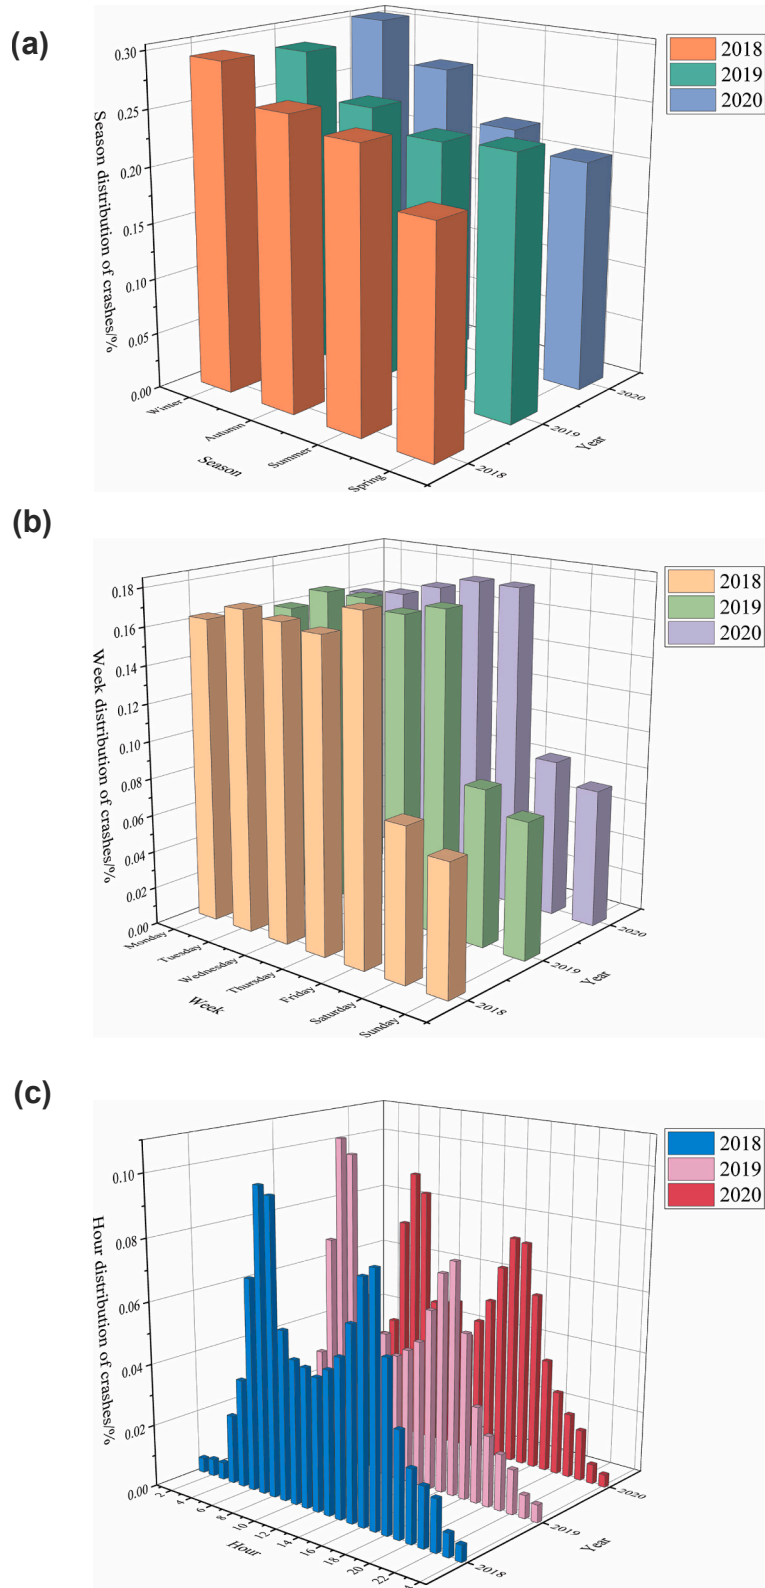 (a)
2018
2019
2020
0.30
0.25
0.20
0.15
0.10
0.05
0.00
Season distribution of crashes/%
Winter
Autumn
Summer
Spring
Season
2018
2019
2020
Year
(b)
2018
2019
2020
0.18
0.16
0.14
0.12
0.10
0.08
0.06
0.04
0.02
0.00
Week distribution of crashes/%
Monday
Tuesday
Wednesday
Thursday
Friday
Saturday
Sunday
Week
2018
2019
2020
Year
(c)
2018
2019
2020
0.10
0.08
0.06
0.04
0.02
0.00
Hour distribution of crashes/%
2
4
6
8
10
12
14
16
18
20
22
Hour
2018
2019
2020
Year